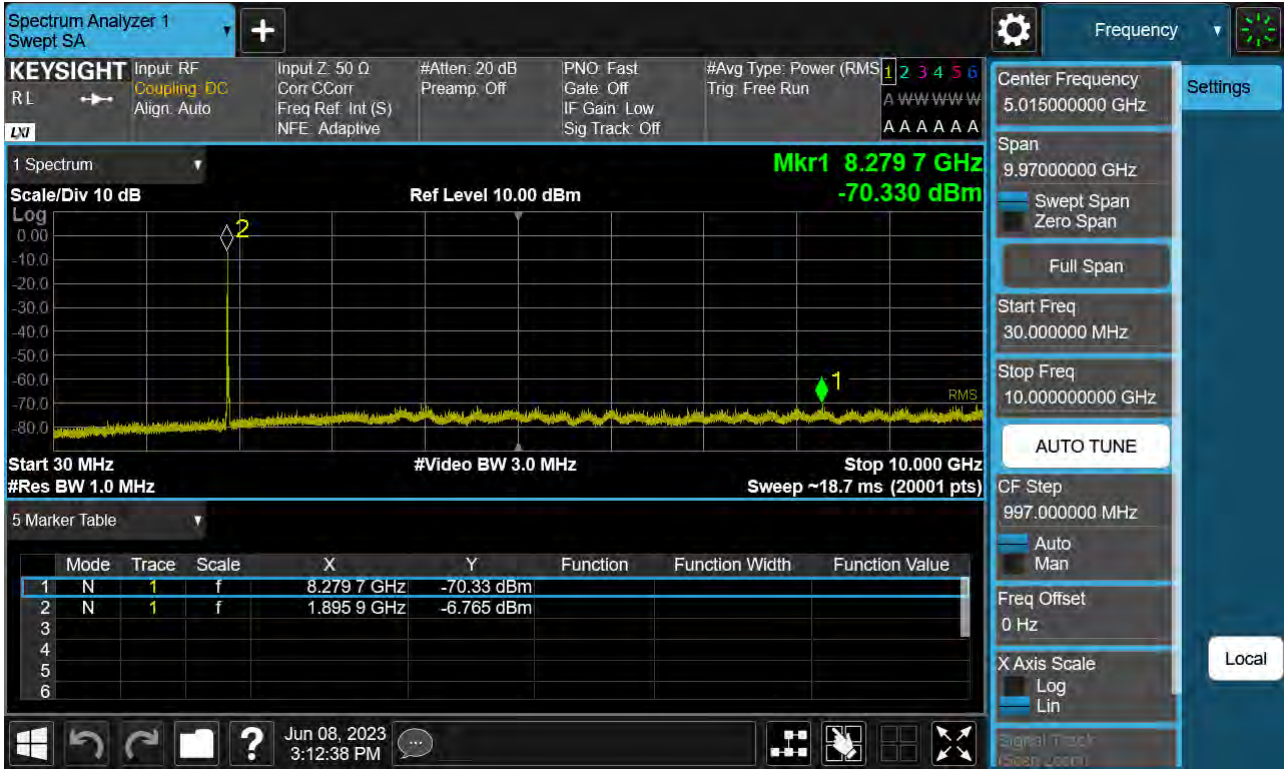 Spectrum Analyzer 1
Swept SA
+
Frequency
KEYSIGHT
RL
LXI
Input: RF
Coupling: DC
Align: Auto
Input Z: 50 Ω
Corr CCorr
Freq Ref: Int (S)
NFE: Adaptive
#Atten: 20 dB
Preamp: Off
PNO: Fast
Gate: Off
IF Gain: Low
Sig Track: Off
#Avg Type: Power (RMS
Trig: Free Run
1 2 3 4 5 6
A W W W W W
A A A A A A
1 Spectrum
Mkr1 8.279 7 GHz
-70.330 dBm
Scale/Div 10 dB
Ref Level 10.00 dBm
Log
0.00
-10.0
-20.0
-30.0
-40.0
-50.0
-60.0
-70.0
-80.0
2
1
RMS
Start 30 MHz
#Video BW 3.0 MHz
Stop 10.000 GHz
#Res BW 1.0 MHz
Sweep ~18.7 ms (20001 pts)
5 Marker Table
Mode Trace Scale X Y Function Function Width Function Value
1 N 1 f 8.279 7 GHz -70.33 dBm
2 N 1 f 1.895 9 GHz -6.765 dBm
3
4
5
6
Center Frequency
5.015000000 GHz
Settings
Span
9.97000000 GHz
Swept Span
Zero Span
Full Span
Start Freq
30.000000 MHz
Stop Freq
10.000000000 GHz
AUTO TUNE
CF Step
997.000000 MHz
Auto
Man
Freq Offset
0 Hz
X Axis Scale
Log
Lin
Signal Track
(Span Zoom)
Local
?
Jun 08, 2023
3:12:38 PM